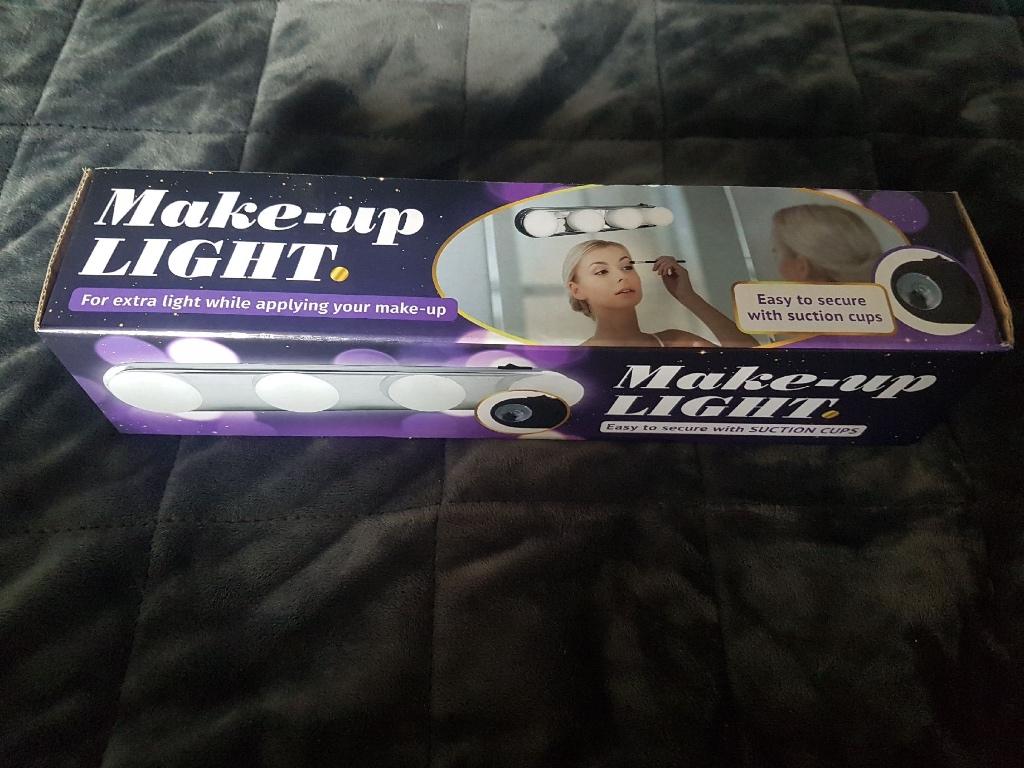 Make-up
LIGHT.
For extra light while applying your make-up
Easy to secure
with suction cups
Make-up
LIGHT.
Easy to secure with SUCTION CUPS